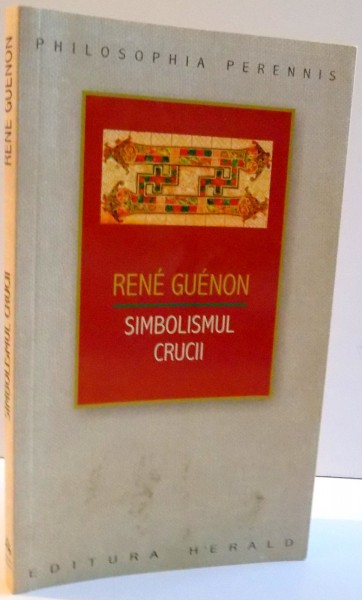 PHILOSOPHIA PERENNIS
RENÉ GUÉNON
SIMBOLISMUL
CRUCII
EDITURA HERALD
RENÉ GUÉNON
SIMBOLISMUL CRUCII